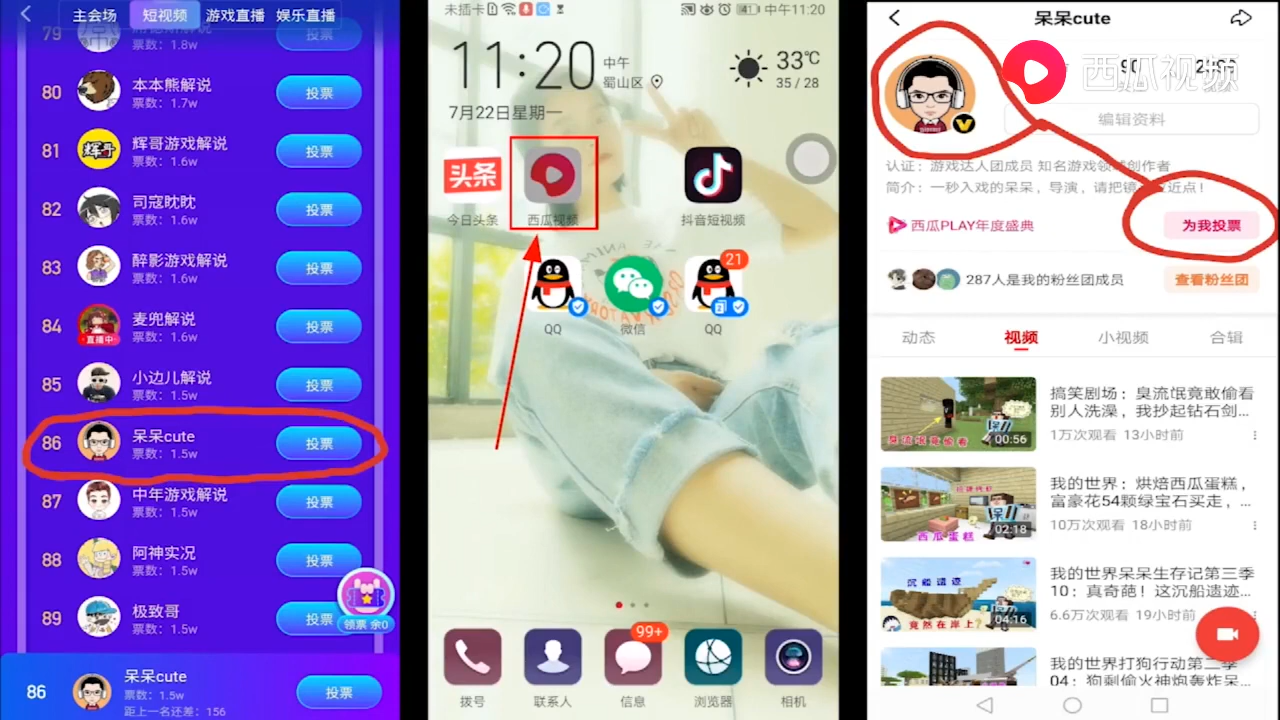 主会场 短视频 游戏直播 娱乐直播
79
票数：1.8w
投票
80 本本熊解说
票数：1.7w
投票
81 辉哥游戏解说
辉哥
票数：1.6w
投票
82 司寇眈眈
票数：1.6w
投票
83 醉影游戏解说
票数：1.6w
投票
84 麦兜解说
直播中
票数：1.6w
投票
85 小边儿解说
票数：1.5w
投票
86 呆呆cute
票数：1.5w
投票
87 中年游戏解说
票数：1.5w
投票
88 阿神实况
票数：1.5w
投票
89 极致哥
票数：1.5w
投票
领票 余0
86 呆呆cute
票数：1.5w
距上一名还差：156
投票
未插卡 41 中午11:20
11:20 中午
蜀山区
33℃
35 / 28
7月22日星期一
头条
今日头条 西瓜视频 抖音短视频
21
QQ 微信 QQ
99+
拨号 联系人 信息 浏览器 相机
呆呆cute
西瓜视频
编辑资料
认证：游戏达人团成员 知名游戏领域创作者
简介：一秒入戏的呆呆，导演，请把镜 近点！
西瓜PLAY年度盛典 为我投票
287人是我的粉丝团成员 查看粉丝团
动态 视频 小视频 合辑
搞笑剧场：臭流氓竟敢偷看
别人洗澡，我抄起钻石剑...
1万次观看 13小时前
臭流氓竟偷看
00:56
我的世界：烘焙西瓜蛋糕，
富豪花54颗绿宝石买走，...
10万次观看 18小时前
西瓜蛋糕
02:18
我的世界呆呆生存记第三季
10：真奇葩！这沉船遗迹...
6.6万次观看 19小时前
沉船遗迹
竟然在岸上？
04:16
我的世界打狗行动第二季
04：狗剩偷火神炮轰炸呆...